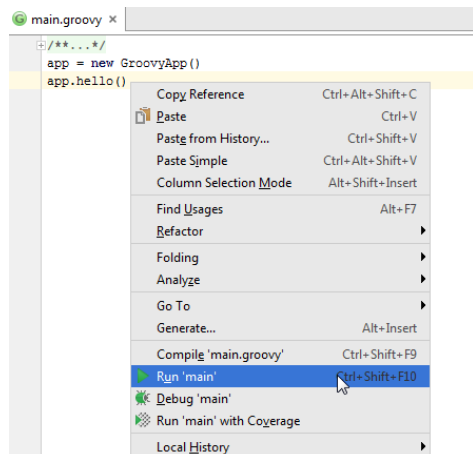 main.groovy
/**...*/
app = new GroovyApp()
app.hello()
Copy Reference Ctrl+Alt+Shift+C
Paste Ctrl+V
Paste from History... Ctrl+Shift+V
Paste Simple Ctrl+Alt+Shift+V
Column Selection Mode Alt+Shift+Insert
Find Usages Alt+F7
Refactor
Folding
Analyze
Go To
Generate... Alt+Insert
Compile 'main.groovy' Ctrl+Shift+F9
Run 'main' Ctrl+Shift+F10
Debug 'main'
Run 'main' with Coverage
Local History